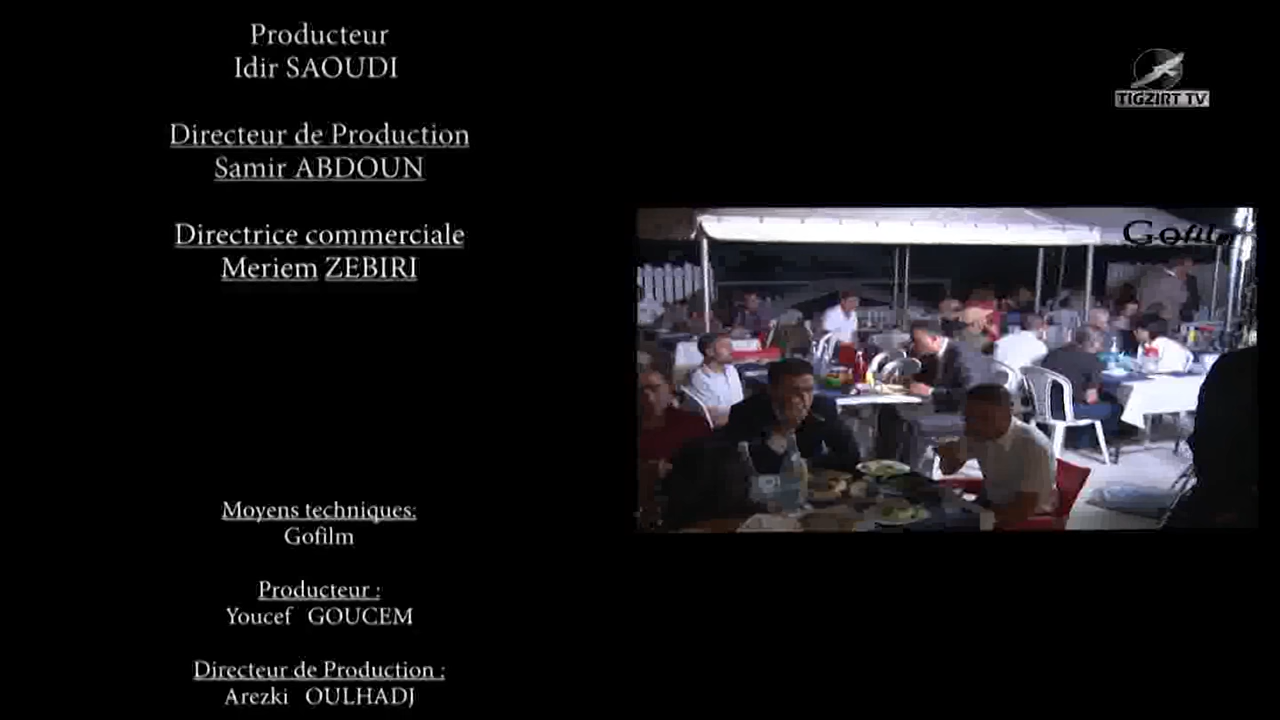 Producteur
Idir SAOUDI
Directeur de Production
Samir ABDOUN
Directrice commerciale
Meriem ZEBIRI
Moyens techniques:
Gofilm
Producteur :
Youcef GOUCEM
Directeur de Production :
Arezki OULHADJ
TIGZIRT TV
Gofilm